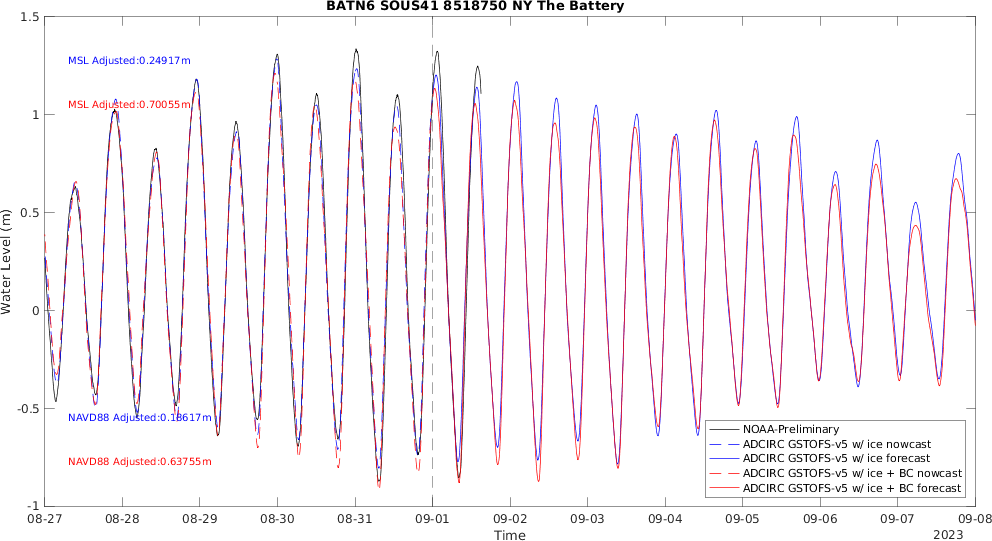 BATN6 SOUS41 8518750 NY The Battery
1.5
1
0.5
0
-0.5
-1
Water Level (m)
MSL Adjusted:0.24917m
MSL Adjusted:0.70055m
NAVD88 Adjusted:0.18617m
NAVD88 Adjusted:0.63755m
NOAA-Preliminary
ADCIRC GSTOFS-v5 w/ ice nowcast
ADCIRC GSTOFS-v5 w/ ice forecast
ADCIRC GSTOFS-v5 w/ ice + BC nowcast
ADCIRC GSTOFS-v5 w/ ice + BC forecast
08-27 08-28 08-29 08-30 08-31 09-01 09-02 09-03 09-04 09-05 09-06 09-07 09-08
Time
2023